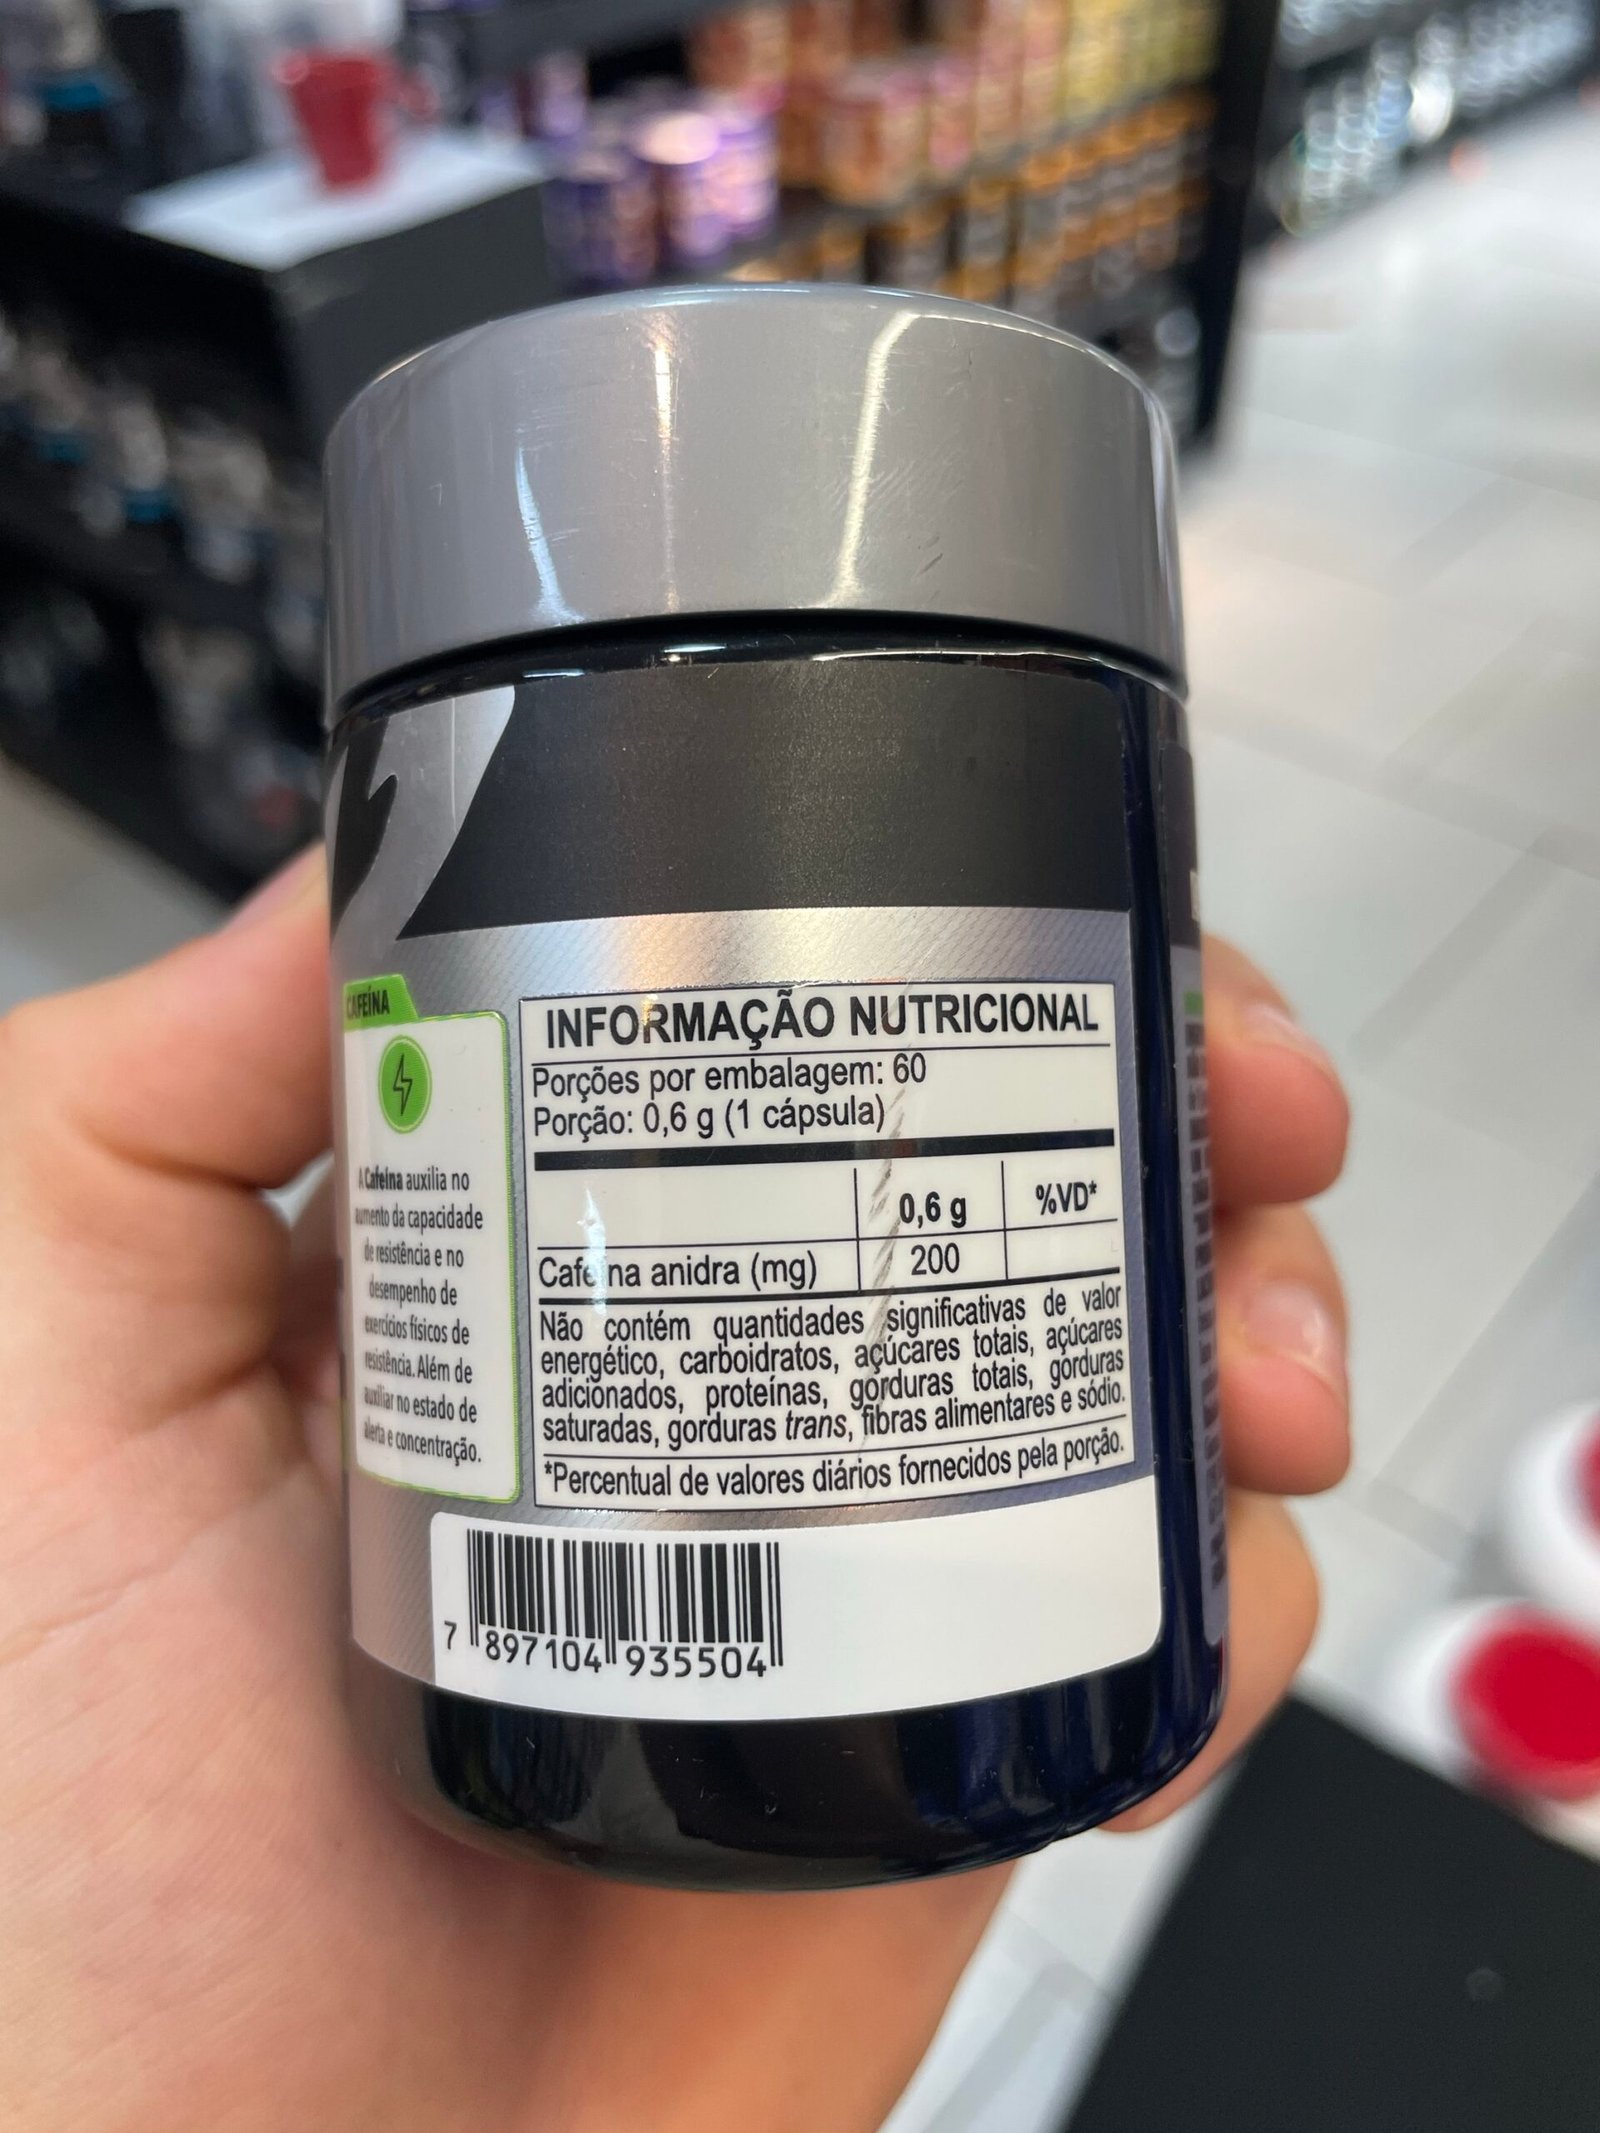 CAFEÍNA
A Cafeína auxilia no
aumento da capacidade
de resistência e no
desempenho de
exercícios físicos de
resistência. Além de
auxiliar no estado de
alerta e concentração.
INFORMAÇÃO NUTRICIONAL
Porções por embalagem: 60
Porção: 0,6 g (1 cápsula)
0,6 g %VD*
Cafeína anidra (mg) 200
Não contém quantidades significativas de valor
energético, carboidratos, açúcares totais, açúcares
adicionados, proteínas, gorduras totais, gorduras
saturadas, gorduras trans, fibras alimentares e sódio.
*Percentual de valores diários fornecidos pela porção.
7 897104 935504